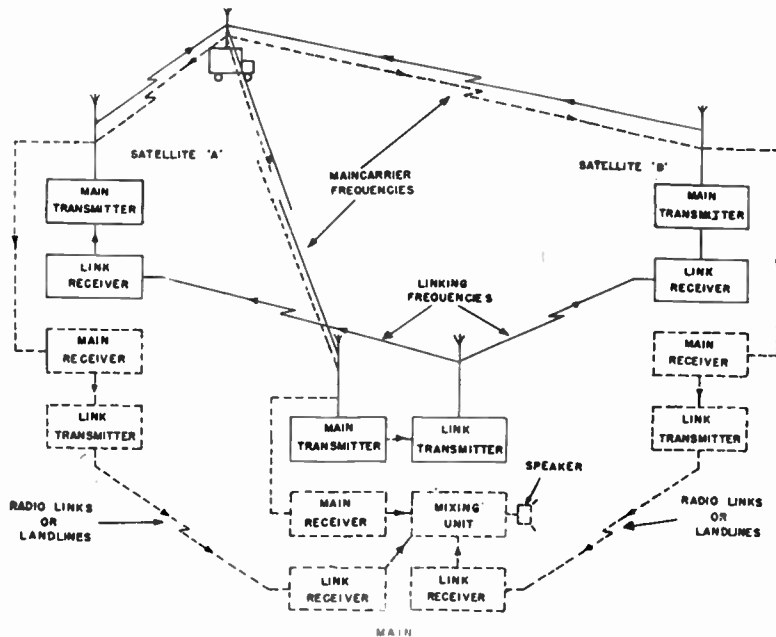 SATELLITE 'A'
MAINCARRIER
FREQUENCIES
SATELLITE 'B'
MAIN
TRANSMITTER
MAIN
TRANSMITTER
LINK
RECEIVER
LINKING
FREQUENCIES
LINK
RECEIVER
MAIN
RECEIVER
MAIN
RECEIVER
LINK
TRANSMITTER
MAIN
TRANSMITTER
LINK
TRANSMITTER
LINK
TRANSMITTER
SPEAKER
RADIO LINKS
OR
LANDLINES
MAIN
RECEIVER
MIXING
UNIT
RADIO LINKS
OR
LANDLINES
LINK
RECEIVER
LINK
RECEIVER
MAIN